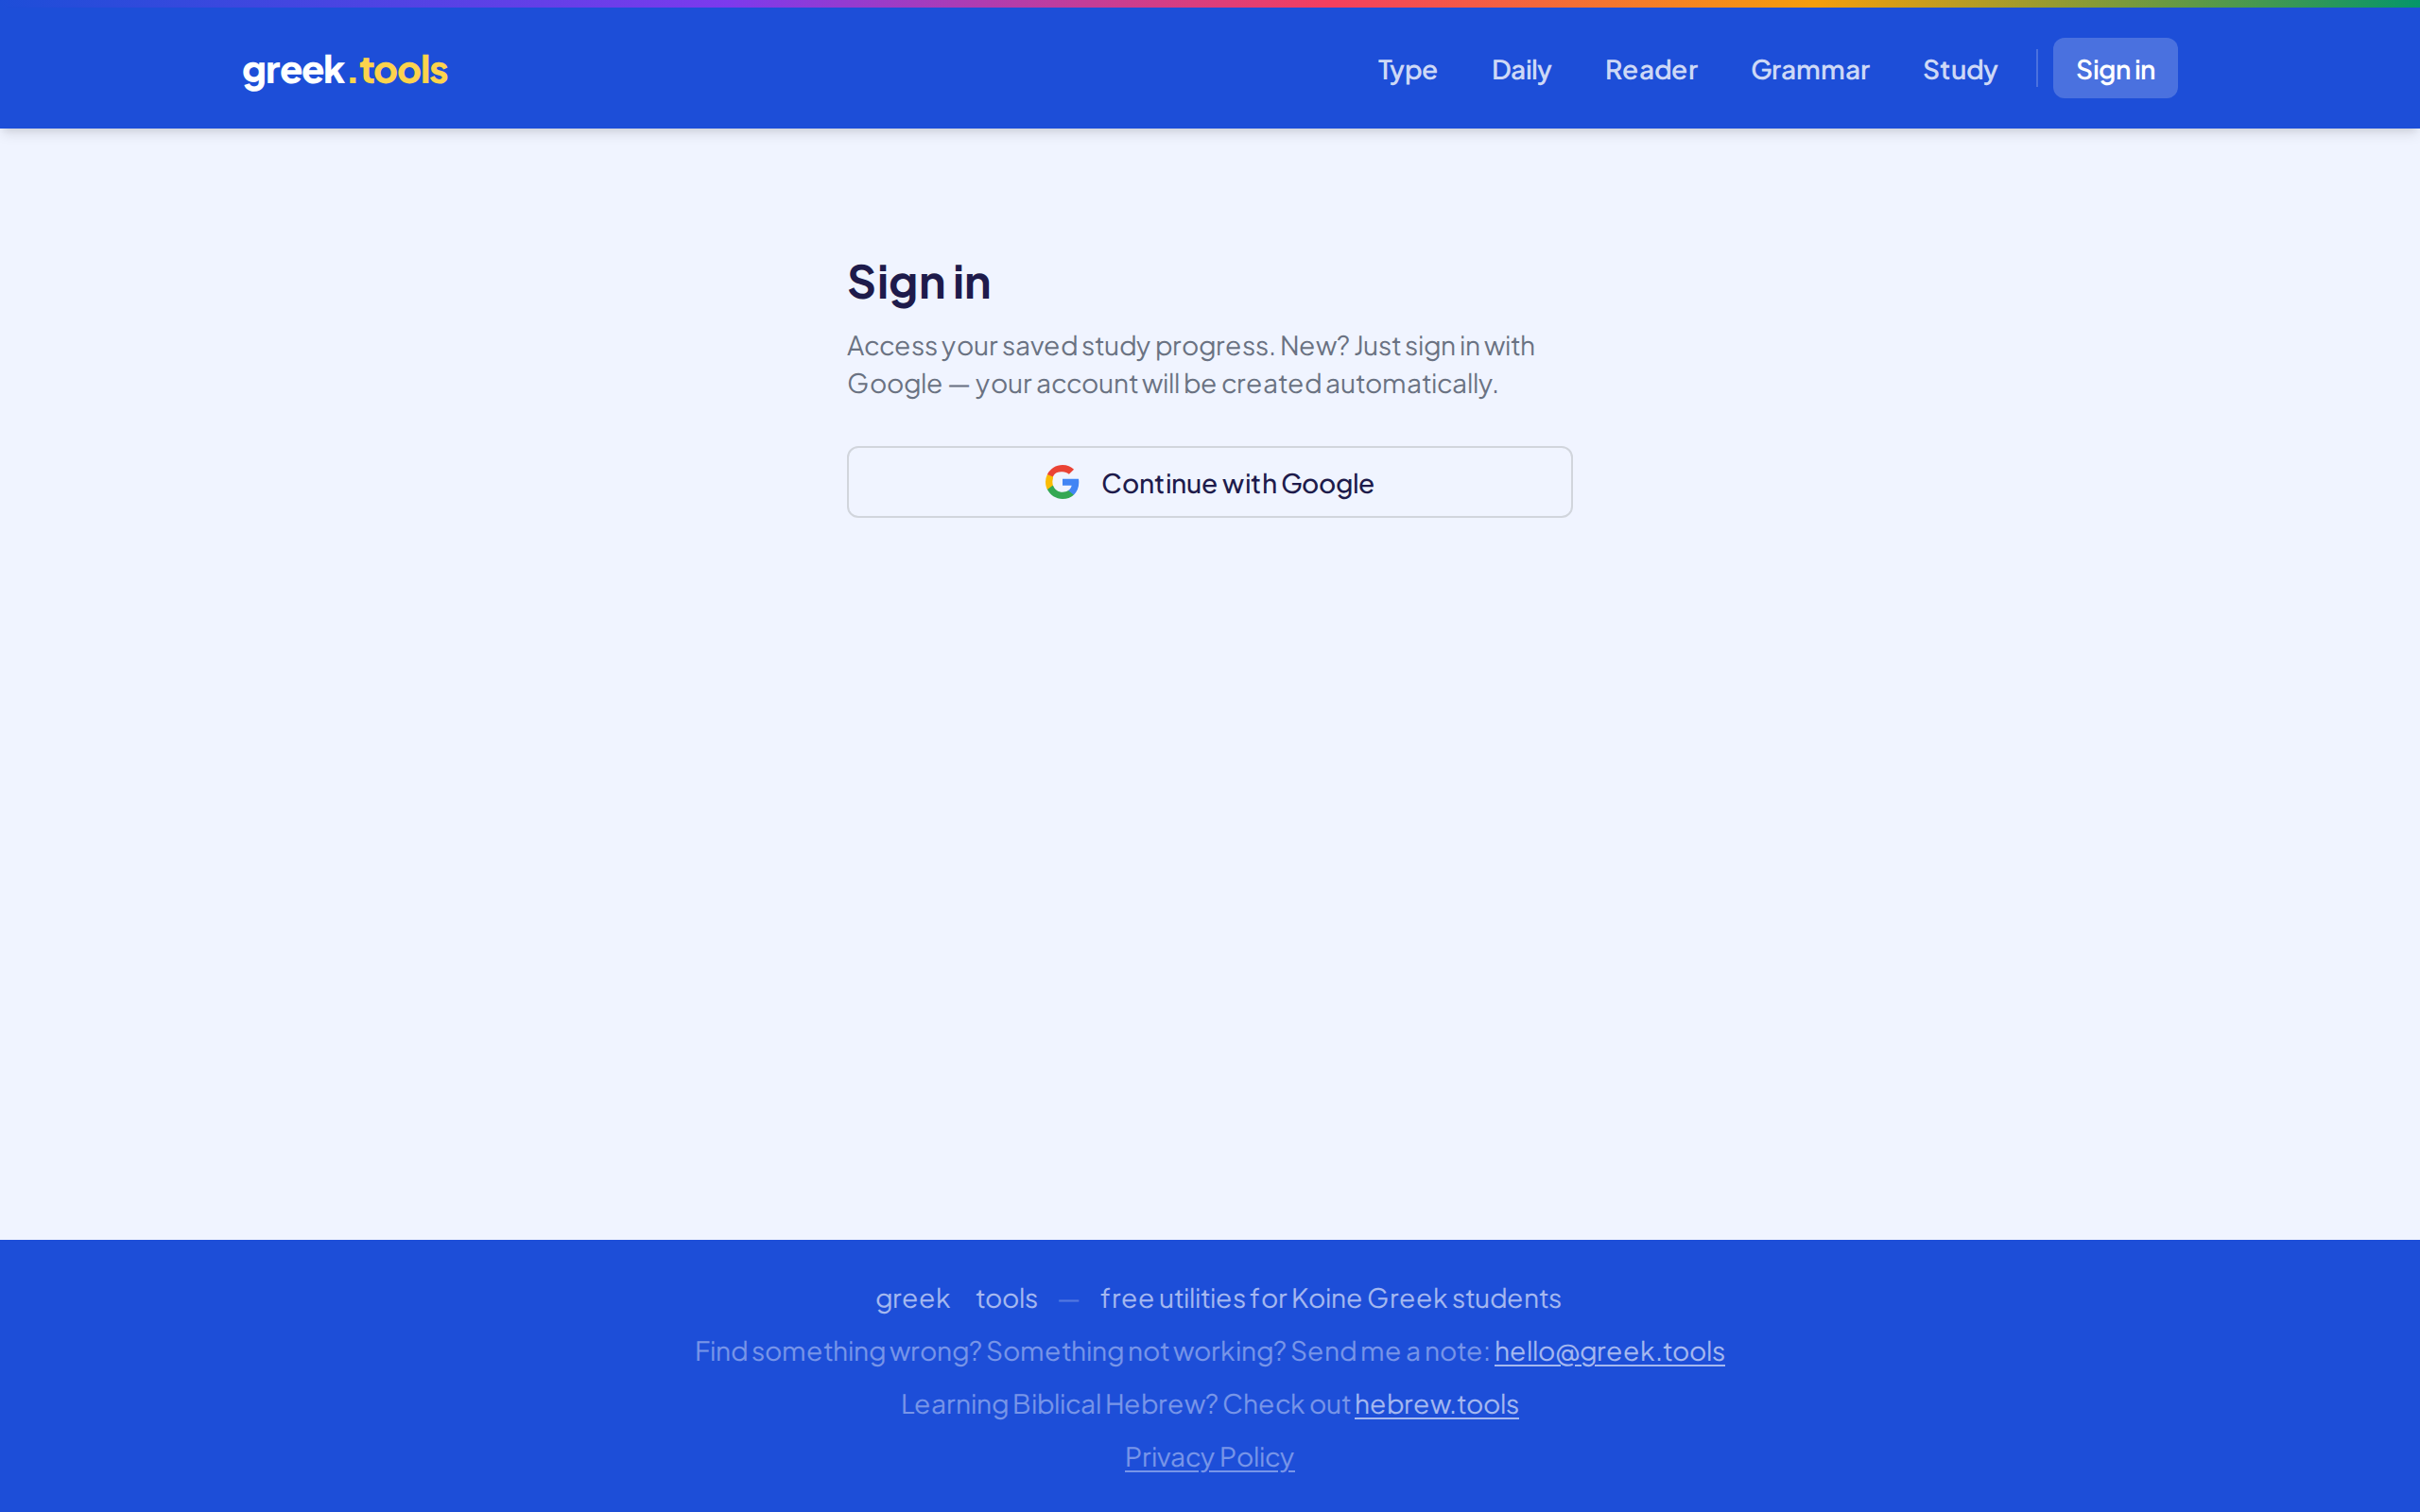 greek.tools
Type Daily Reader Grammar Study Sign in
Sign in
Access your saved study progress. New? Just sign in with
Google — your account will be created automatically.
Continue with Google
greek tools — free utilities for Koine Greek students
Find something wrong? Something not working? Send me a note: hello@greek.tools
Learning Biblical Hebrew? Check out hebrew.tools
Privacy Policy